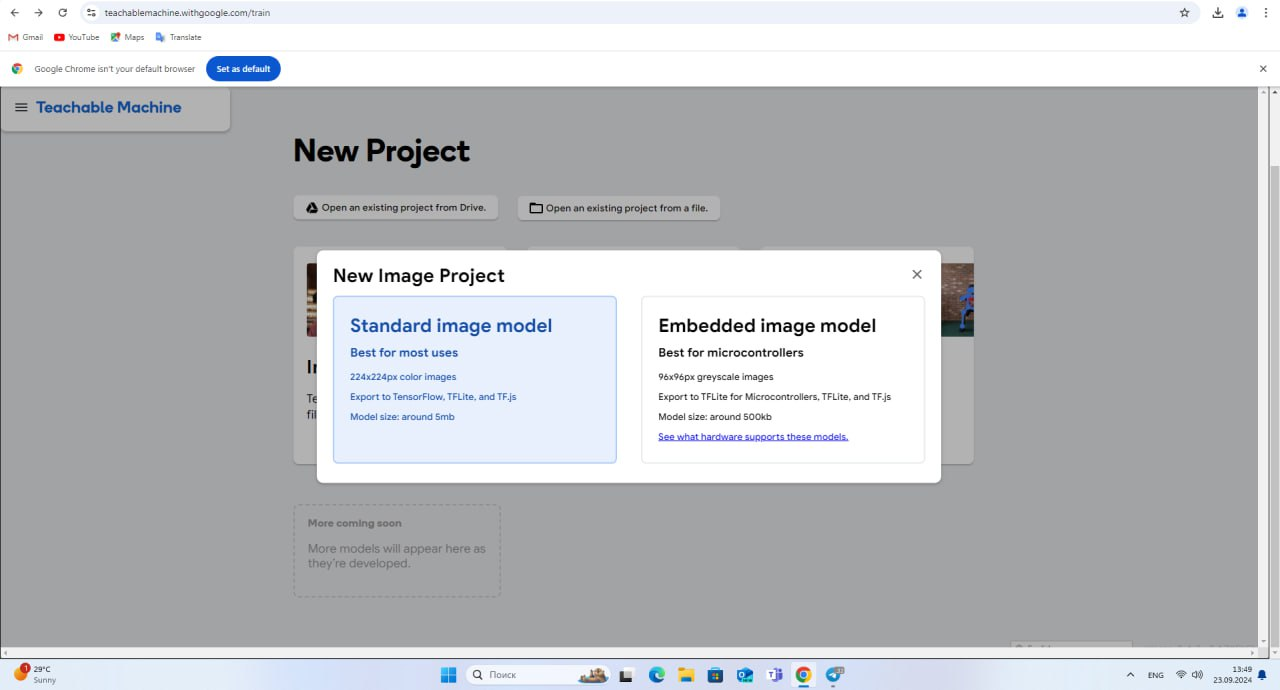 teachablemachine.withgoogle.com/train
Gmail YouTube Maps Translate
Google Chrome isn't your default browser Set as default
Teachable Machine
New Project
Open an existing project from Drive. Open an existing project from a file.
New Image Project
Standard image model
Best for most uses
224x224px color images
Export to TensorFlow, TFLite, and TF.js
Model size: around 5mb
Embedded image model
Best for microcontrollers
96x96px greyscale images
Export to TFLite for Microcontrollers, TFLite, and TF.js
Model size: around 500kb
See what hardware supports these models.
More coming soon
More models will appear here as
they're developed.
1
29°C
Sunny
Поиск
ENG
13:49
23.09.2024